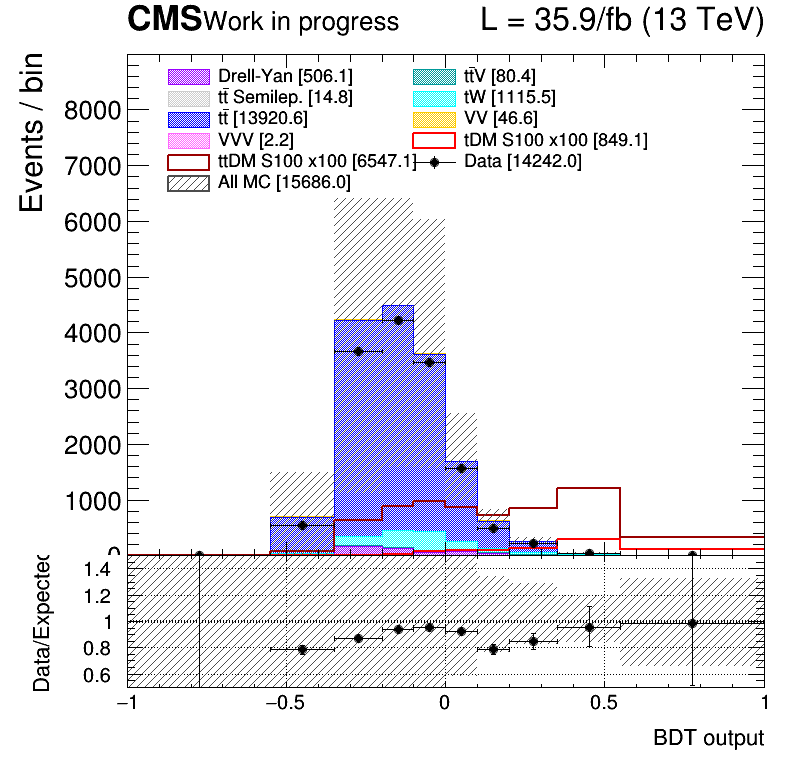 CMS Work in progress L = 35.9/fb (13 TeV)
Events / bin
Drell-Yan [506.1] tt̄V [80.4]
tt̄ Semilep. [14.8] tW [1115.5]
tt̄ [13920.6] VV [46.6]
VVV [2.2] tDM S100 x100 [849.1]
ttDM S100 x100 [6547.1] Data [14242.0]
All MC [15686.0]
8000
7000
6000
5000
4000
3000
2000
1000
0
Data/Expected
1.4
1.2
1
0.8
0.6
−1 −0.5 0 0.5 1
BDT output